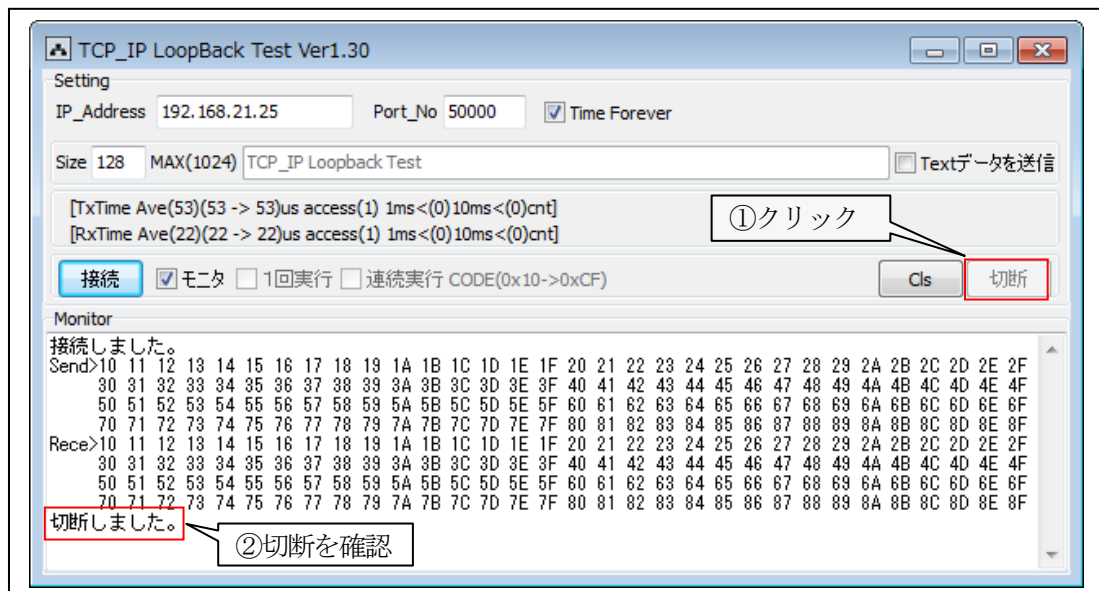 TCP_IP LoopBack Test Ver1.30
Setting
IP_Address 192.168.21.25 Port_No 50000 Time Forever
Size 128 MAX(1024) TCP_IP Loopback Test Textデータを送信
[TxTime Ave(53)(53 -> 53)us access(1) 1ms<(0)10ms<(0)cnt]
[RxTime Ave(22)(22 -> 22)us access(1) 1ms<(0)10ms<(0)cnt]
①クリック
接続 モニタ 1回実行 連続実行 CODE(0x10->0xCF) Cls 切断
Monitor
接続しました。
Send>10 11 12 13 14 15 16 17 18 19 1A 1B 1C 1D 1E 1F 20 21 22 23 24 25 26 27 28 29 2A 2B 2C 2D 2E 2F
30 31 32 33 34 35 36 37 38 39 3A 3B 3C 3D 3E 3F 40 41 42 43 44 45 46 47 48 49 4A 4B 4C 4D 4E 4F
50 51 52 53 54 55 56 57 58 59 5A 5B 5C 5D 5E 5F 60 61 62 63 64 65 66 67 68 69 6A 6B 6C 6D 6E 6F
70 71 72 73 74 75 76 77 78 79 7A 7B 7C 7D 7E 7F 80 81 82 83 84 85 86 87 88 89 8A 8B 8C 8D 8E 8F
Rece>10 11 12 13 14 15 16 17 18 19 1A 1B 1C 1D 1E 1F 20 21 22 23 24 25 26 27 28 29 2A 2B 2C 2D 2E 2F
30 31 32 33 34 35 36 37 38 39 3A 3B 3C 3D 3E 3F 40 41 42 43 44 45 46 47 48 49 4A 4B 4C 4D 4E 4F
50 51 52 53 54 55 56 57 58 59 5A 5B 5C 5D 5E 5F 60 61 62 63 64 65 66 67 68 69 6A 6B 6C 6D 6E 6F
70 71 72 73 74 75 76 77 78 79 7A 7B 7C 7D 7E 7F 80 81 82 83 84 85 86 87 88 89 8A 8B 8C 8D 8E 8F
切断しました。
②切断を確認